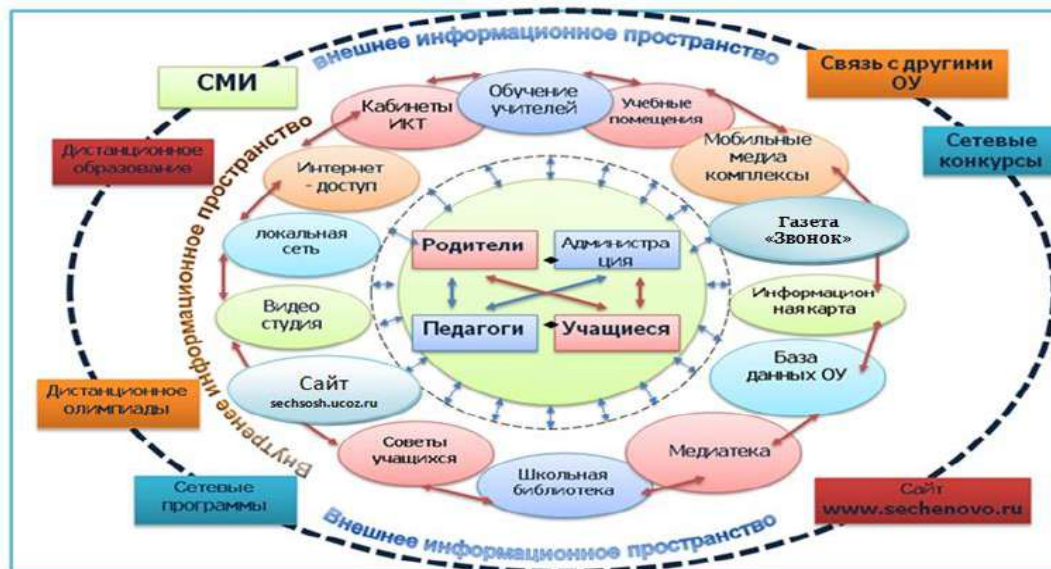 внешнее информационное пространство
СМИ
Связь с другими
ОУ
Обучение
учителей
Кабинеты
ИКТ
Учебные
помещения
Дистанционное
образование
Сетевые
конкурсы
Интернет
- доступ
Мобильные
медиа
комплексы
Внутренее информационное пространство
локальная
сеть
Газета
«Звонок»
Родители
Администра
ция
Видео
студия
Информацион
ная карта
Педагоги
Учащиеся
База
данных ОУ
Сайт
sechsosh.ucoz.ru
Дистанционное
олимпиады
Советы
учащихся
Медиатека
Школьная
библиотека
Сетевые
программы
Сайт
www.sechenovo.ru
Внешнее информационное пространство